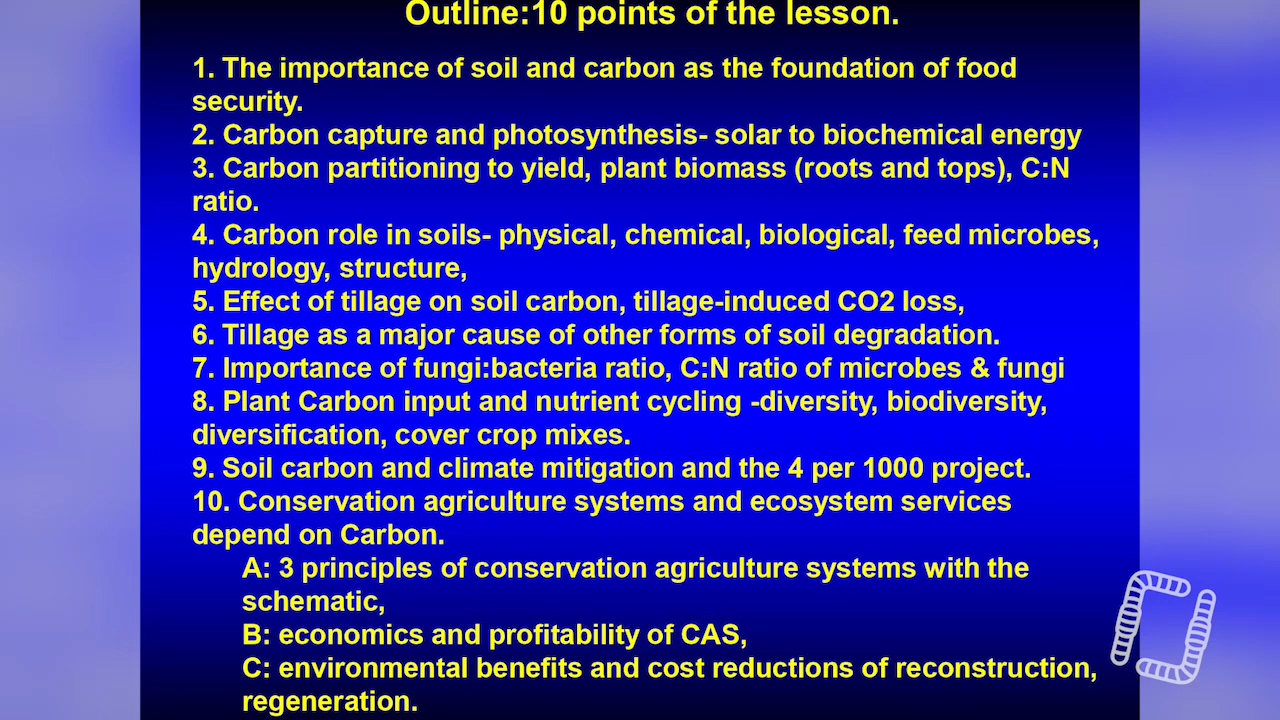 Outline:10 points of the lesson.
1. The importance of soil and carbon as the foundation of food
security.
2. Carbon capture and photosynthesis- solar to biochemical energy
3. Carbon partitioning to yield, plant biomass (roots and tops), C:N
ratio.
4. Carbon role in soils- physical, chemical, biological, feed microbes,
hydrology, structure,
5. Effect of tillage on soil carbon, tillage-induced CO2 loss,
6. Tillage as a major cause of other forms of soil degradation.
7. Importance of fungi:bacteria ratio, C:N ratio of microbes & fungi
8. Plant Carbon input and nutrient cycling -diversity, biodiversity,
diversification, cover crop mixes.
9. Soil carbon and climate mitigation and the 4 per 1000 project.
10. Conservation agriculture systems and ecosystem services
depend on Carbon.
A: 3 principles of conservation agriculture systems with the
schematic,
B: economics and profitability of CAS,
C: environmental benefits and cost reductions of reconstruction,
regeneration.